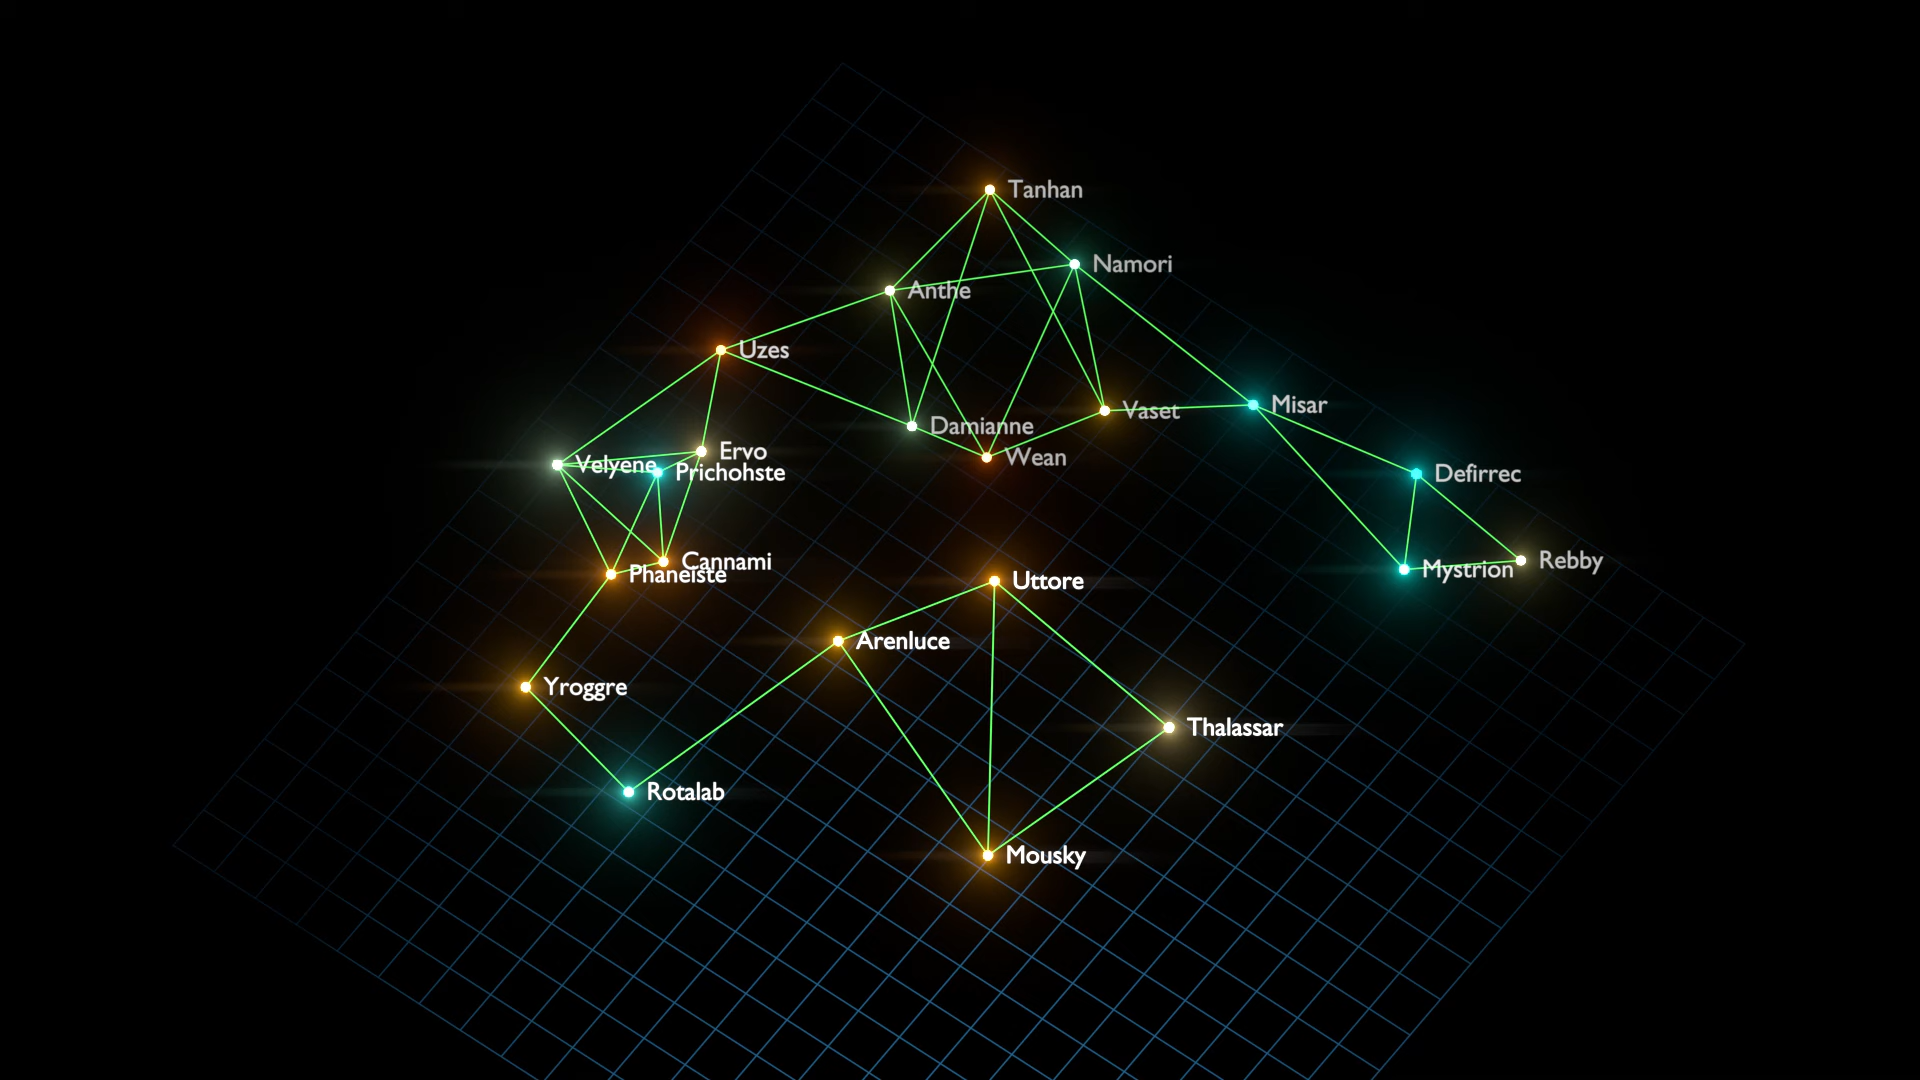 Tanhan
Namori
Anthe
Uzes
Misar
Vaset
Damianne
Ervo
Wean
Velyene
Prichohste
Defirrec
Rebby
Cannami
Mystrion
Phaneiste
Uttore
Arenluce
Yroggre
Thalassar
Rotalab
Mousky